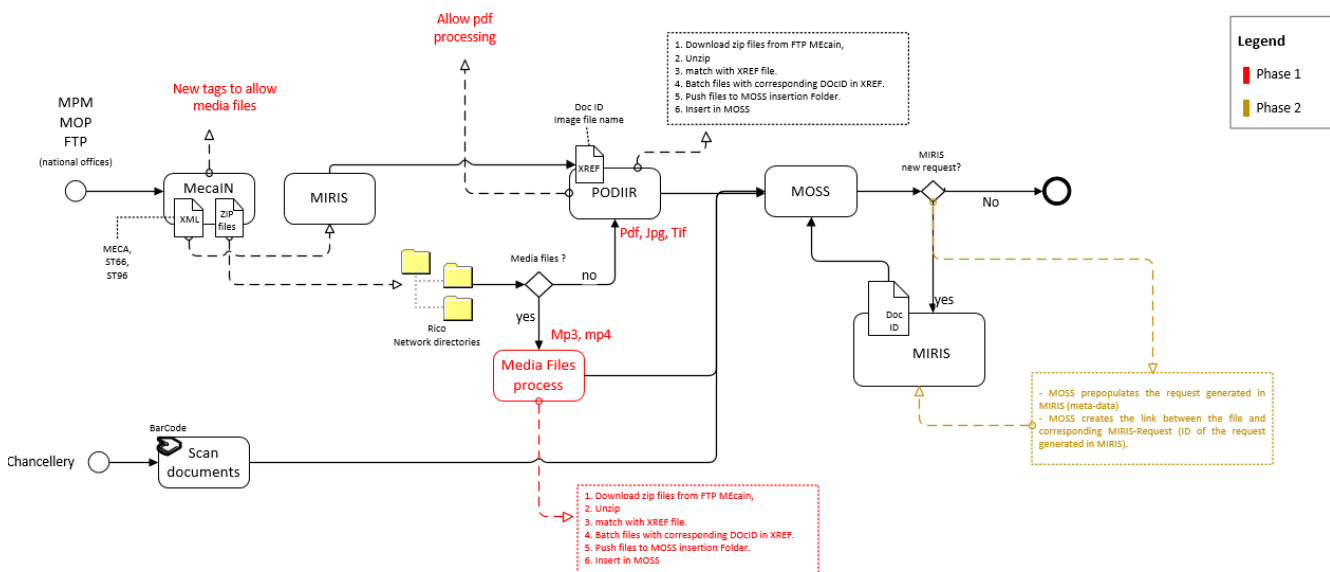 Allow pdf
processing
1. Download zip files from FTP MEcain,
2. Unzip
3. match with XREF file.
4. Batch files with corresponding DOcID in XREF.
5. Push files to MOSS insertion Folder.
6. Insert in MOSS
Legend
Phase 1
Phase 2
New tags to allow
media files
MPM
MOP
FTP
(national offices)
Doc ID
Image file name
XREF
MecaIN
XML
ZIP
files
MIRIS
PODIIR
MOSS
MIRIS
new request?
No
MECA,
ST66,
ST96
Pdf, Jpg, Tif
Media files ?
no
yes
Rico
Network directories
Mp3, mp4
Media Files
process
yes
Doc
ID
MIRIS
- MOSS prepopulates the request generated in
MIRIS (meta-data)
- MOSS creates the link between the file and
corresponding MIRIS-Request (ID of the request
generated in MIRIS).
BarCode
Chancellery
Scan
documents
1. Download zip files from FTP MEcain,
2. Unzip
3. match with XREF file.
4. Batch files with corresponding DOcID in XREF.
5. Push files to MOSS insertion Folder.
6. Insert in MOSS